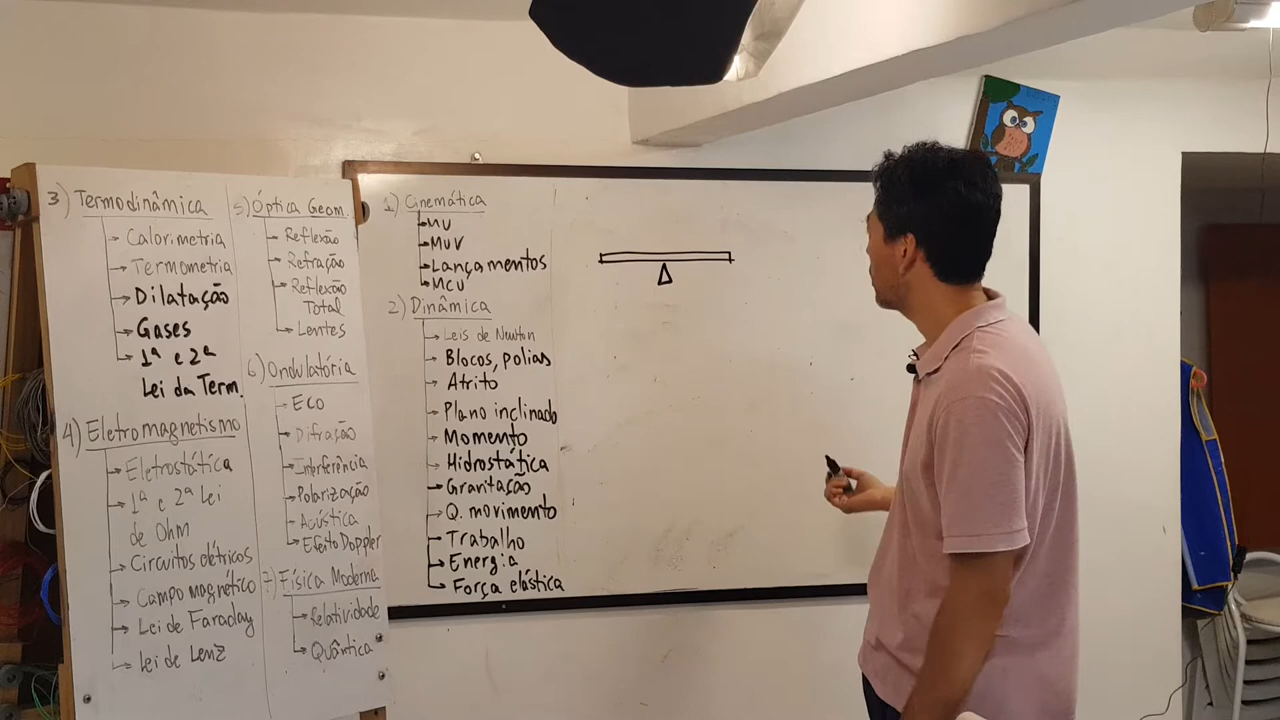 3) Termodinâmica
Calorimetria
Termometria
Dilatação
Gases
1ª e 2ª
Lei da Term.
4) Eletromagnetismo
Eletrostática
1ª e 2ª Lei
de Ohm
Circuitos elétricos
Campo magnético
Lei de Faraday
Lei de Lenz
5) Óptica Geom.
Reflexão
Refração
Reflexão
Total
Lentes
6) Ondulatória
Eco
Difração
Interferência
Polarização
Acústica
Efeito Doppler
7) Física Moderna
Relatividade
Quântica
1) Cinemática
MU
MUV
Lançamentos
MCU
2) Dinâmica
Leis de Newton
Blocos, polias
Atrito
Plano inclinado
Momento
Hidrostática
Gravitação
Q. movimento
Trabalho
Energia
Força elástica